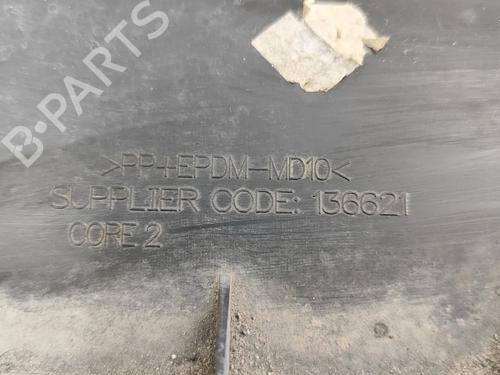 B-PARTS
>PP+EPDM-MD10<
SUPPLIER CODE: 136621
CORE 2